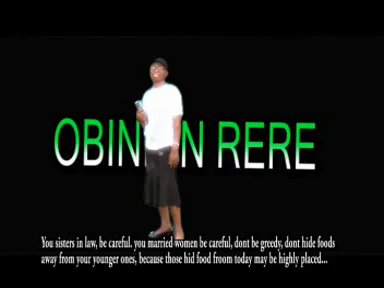 OBINRIN RERE
You sisters in law, be careful. you married women be careful, dont be greedy, dont hide foods
away from your younger ones, because those hid food froom today may be highly placed...